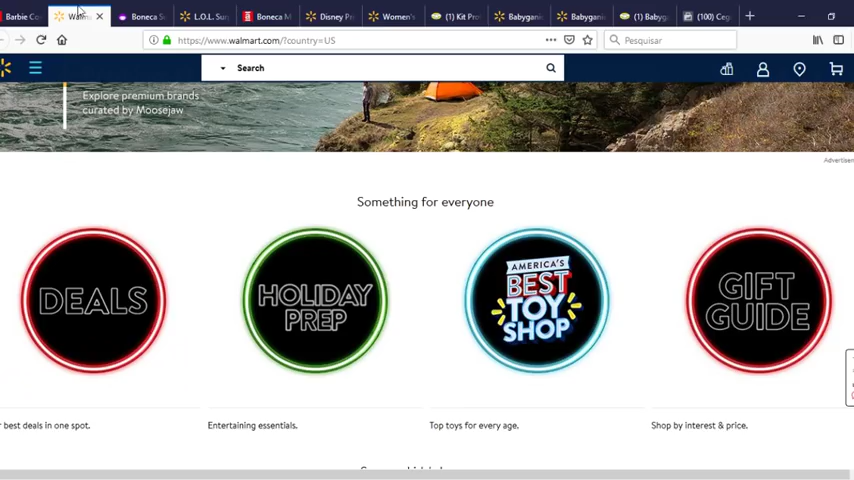 Barbie Co
Walm
Boneca S
L.O.L. Sur
Boneca M
Disney Pr
Women's
(1) Kit Pro
Babygani
Babygani
(1) Babyg
(100) Ceg
https://www.walmart.com/?country=US
Pesquisar
Search
Explore premium brands
curated by Moosejaw
Advertisen
Something for everyone
DEALS
HOLIDAY
PREP
AMERICA'S
BEST
TOY
SHOP
GIFT
GUIDE
best deals in one spot.
Entertaining essentials.
Top toys for every age.
Shop by interest & price.